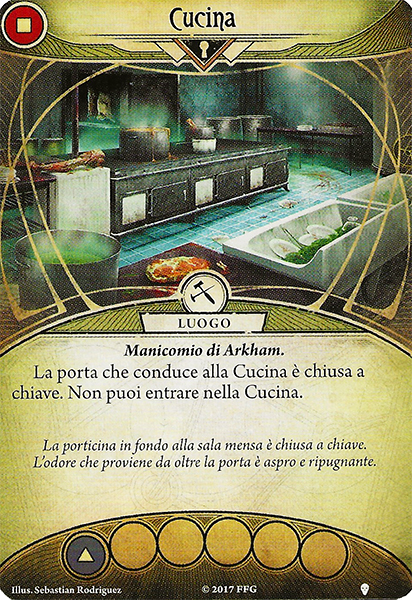 Cucina
LUOGO
Manicomio di Arkham.
La porta che conduce alla Cucina è chiusa a
chiave. Non puoi entrare nella Cucina.
La porticina in fondo alla sala mensa è chiusa a chiave.
L'odore che proviene da oltre la porta è aspro e ripugnante.
Illus. Sebastian Rodriguez
© 2017 FFG